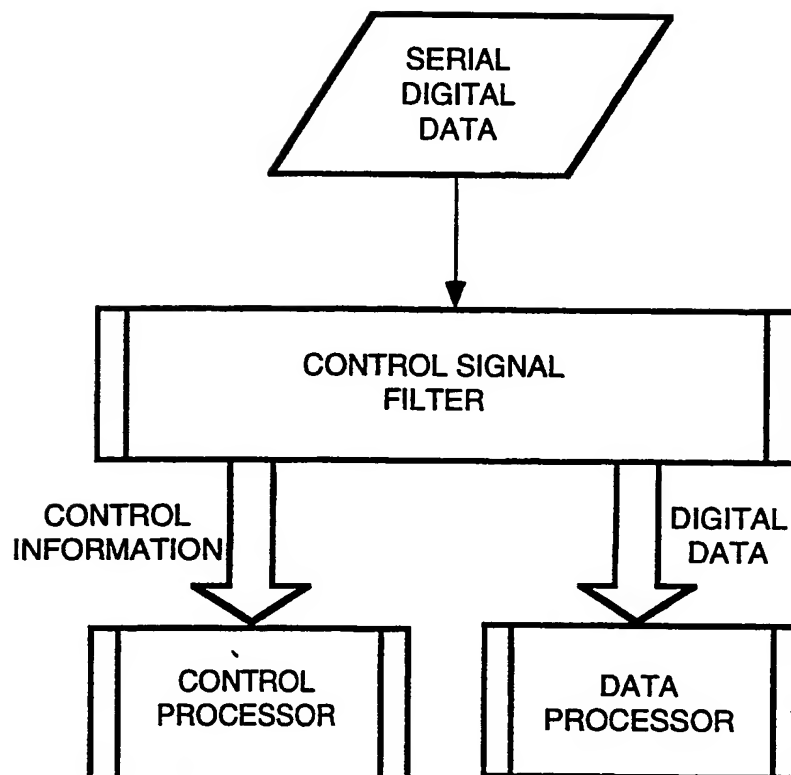 SERIAL
DIGITAL
DATA
CONTROL SIGNAL
FILTER
CONTROL
INFORMATION
DIGITAL
DATA
CONTROL
PROCESSOR
DATA
PROCESSOR